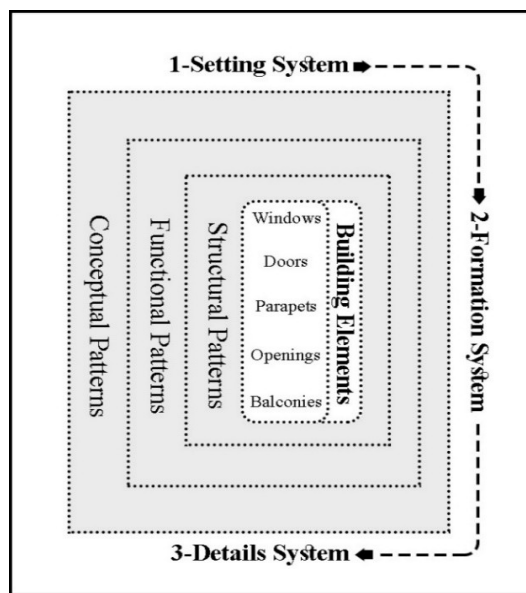 1-Setting System
2-Formation System
Conceptual Patterns
Functional Patterns
Structural Patterns
Windows
Doors
Parapets
Openings
Balconies
Building Elements
3-Details System